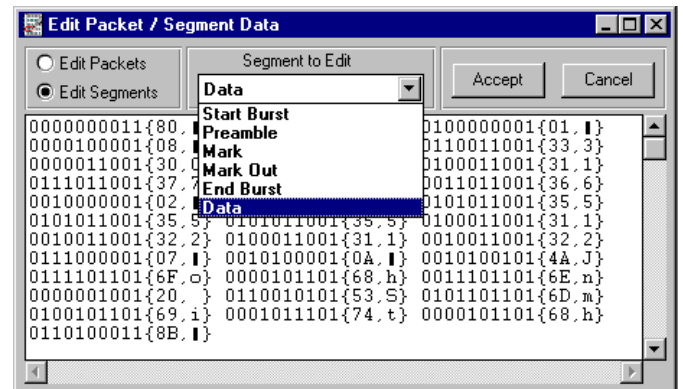 Edit Packet / Segment Data
Edit Packets
Edit Segments
Segment to Edit
Data
Accept
Cancel
Start Burst
Preamble
Mark
Mark Out
End Burst
Data
0000000011{80,▮ 0100000001{01,▮}
0000100001{08,▮ 0110011001{33,3}
0000011001{30,0 0100011001{31,1}
0111011001{37,7 0011011001{36,6}
0010000001{02,▮ 0101011001{35,5}
0101011001{35,5} 0101011001{35,5} 0100011001{31,1}
0010011001{32,2} 0100011001{31,1} 0010011001{32,2}
0111000001{07,▮} 0010100001{0A,▮} 0010100101{4A,J}
0111101101{6F,o} 0000101101{68,h} 0011101101{6E,n}
0000001001{20, } 0110010101{53,S} 0101101101{6D,m}
0100101101{69,i} 0001011101{74,t} 0000101101{68,h}
0110100011{8B,▮}